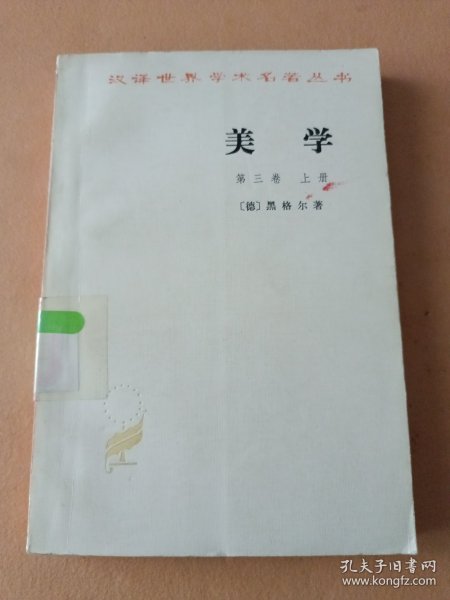 汉译世界学术名著丛书
美 学
第三卷 上册
〔德〕黑格尔著
孔夫子旧书网
www.kongfz.com